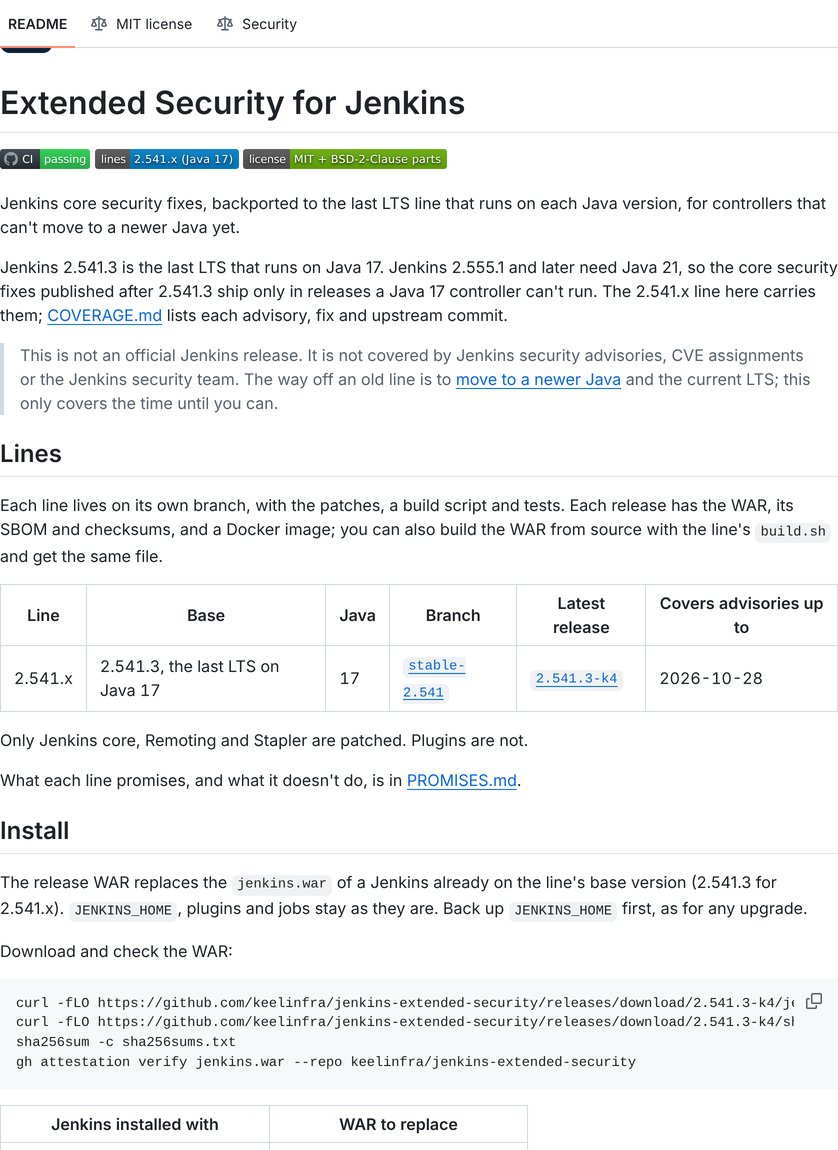 README MIT license Security
Extended Security for Jenkins
CI passing lines 2.541.x (Java 17) license MIT + BSD-2-Clause parts
Jenkins core security fixes, backported to the last LTS line that runs on each Java version, for controllers that
can't move to a newer Java yet.
Jenkins 2.541.3 is the last LTS that runs on Java 17. Jenkins 2.555.1 and later need Java 21, so the core security
fixes published after 2.541.3 ship only in releases a Java 17 controller can't run. The 2.541.x line here carries
them; COVERAGE.md lists each advisory, fix and upstream commit.
This is not an official Jenkins release. It is not covered by Jenkins security advisories, CVE assignments
or the Jenkins security team. The way off an old line is to move to a newer Java and the current LTS; this
only covers the time until you can.
Lines
Each line lives on its own branch, with the patches, a build script and tests. Each release has the WAR, its
SBOM and checksums, and a Docker image; you can also build the WAR from source with the line's build.sh
and get the same file.
Line Base Java Branch Latest release Covers advisories up to
2.541.x 2.541.3, the last LTS on Java 17 17 stable-2.541 2.541.3-k4 2026-10-28
Only Jenkins core, Remoting and Stapler are patched. Plugins are not.
What each line promises, and what it doesn't do, is in PROMISES.md.
Install
The release WAR replaces the jenkins.war of a Jenkins already on the line's base version (2.541.3 for
2.541.x). JENKINS_HOME, plugins and jobs stay as they are. Back up JENKINS_HOME first, as for any upgrade.
Download and check the WAR:
curl -fLO https://github.com/keelinfra/jenkins-extended-security/releases/download/2.541.3-k4/je
curl -fLO https://github.com/keelinfra/jenkins-extended-security/releases/download/2.541.3-k4/sh
sha256sum -c sha256sums.txt
gh attestation verify jenkins.war --repo keelinfra/jenkins-extended-security
Jenkins installed with WAR to replace